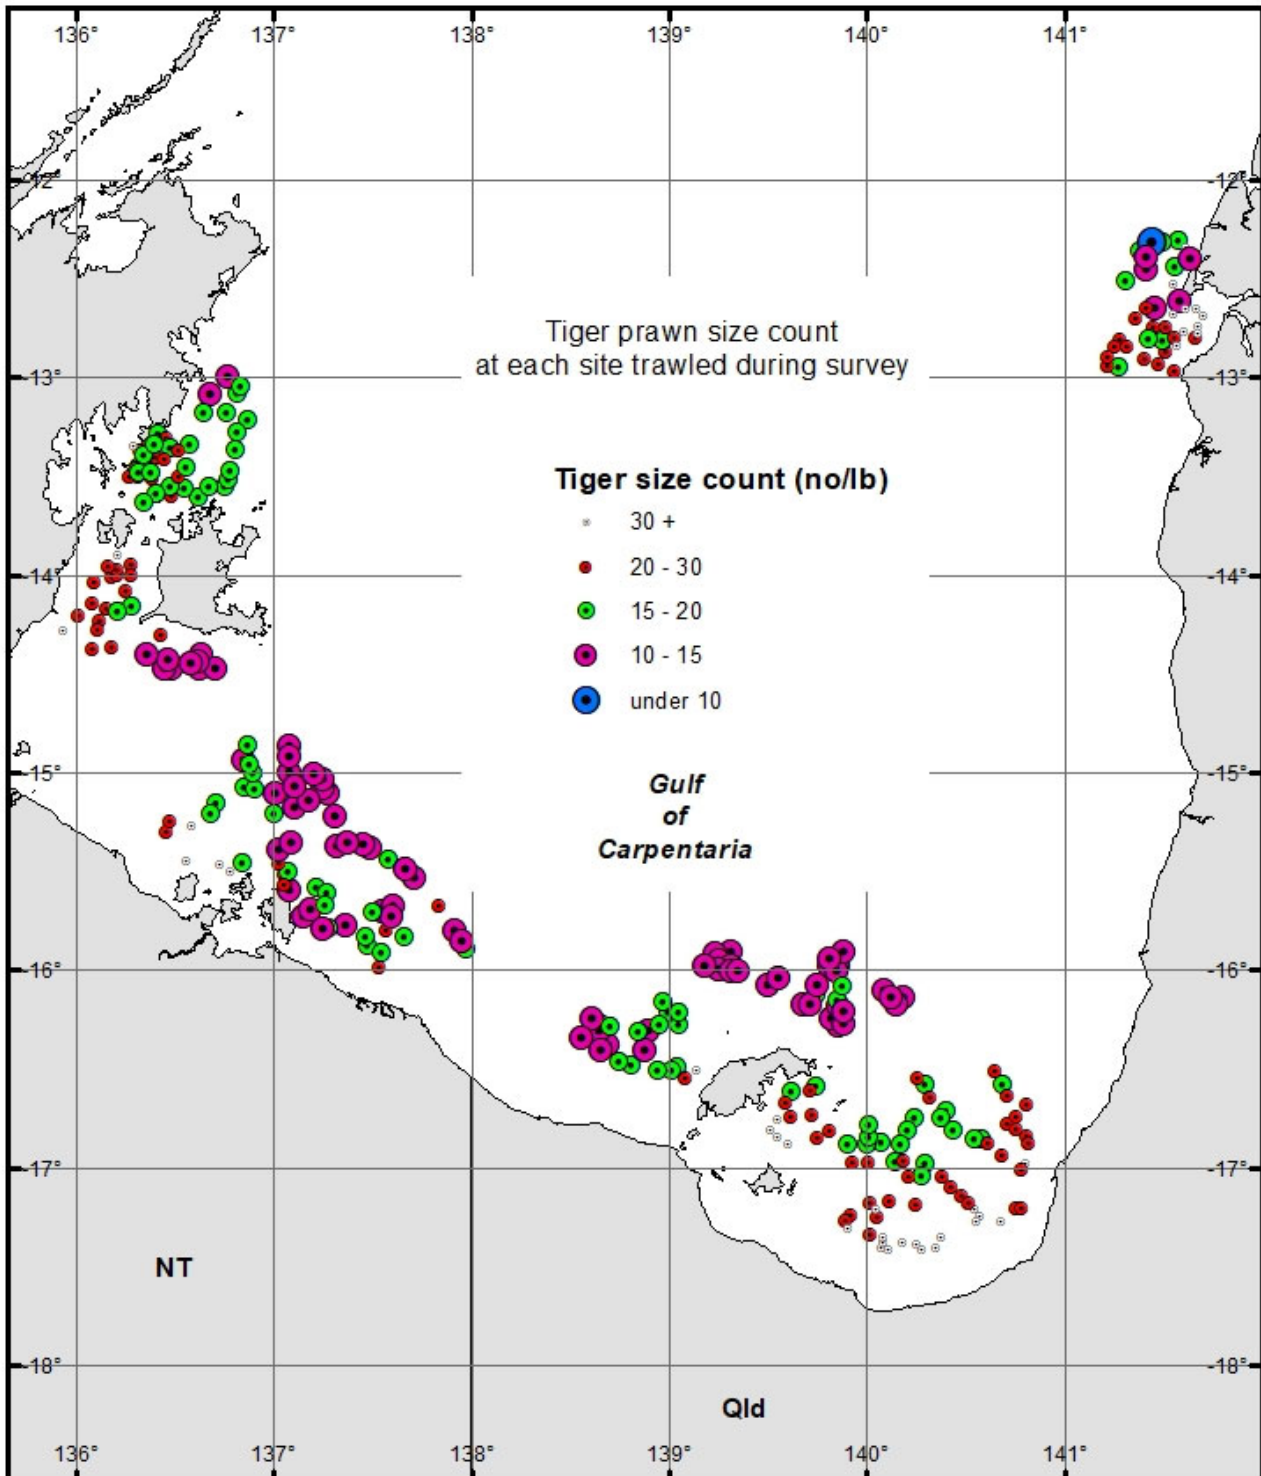 136° 137° 138° 139° 140° 141°
-12° -12°
Tiger prawn size count
at each site trawled during survey
-13° -13°
Tiger size count (no/lb)
30 +
20 - 30
15 - 20
10 - 15
under 10
-14° -14°
-15° -15°
Gulf
of
Carpentaria
-16° -16°
-17° -17°
NT
-18° -18°
Qld
136° 137° 138° 139° 140° 141°